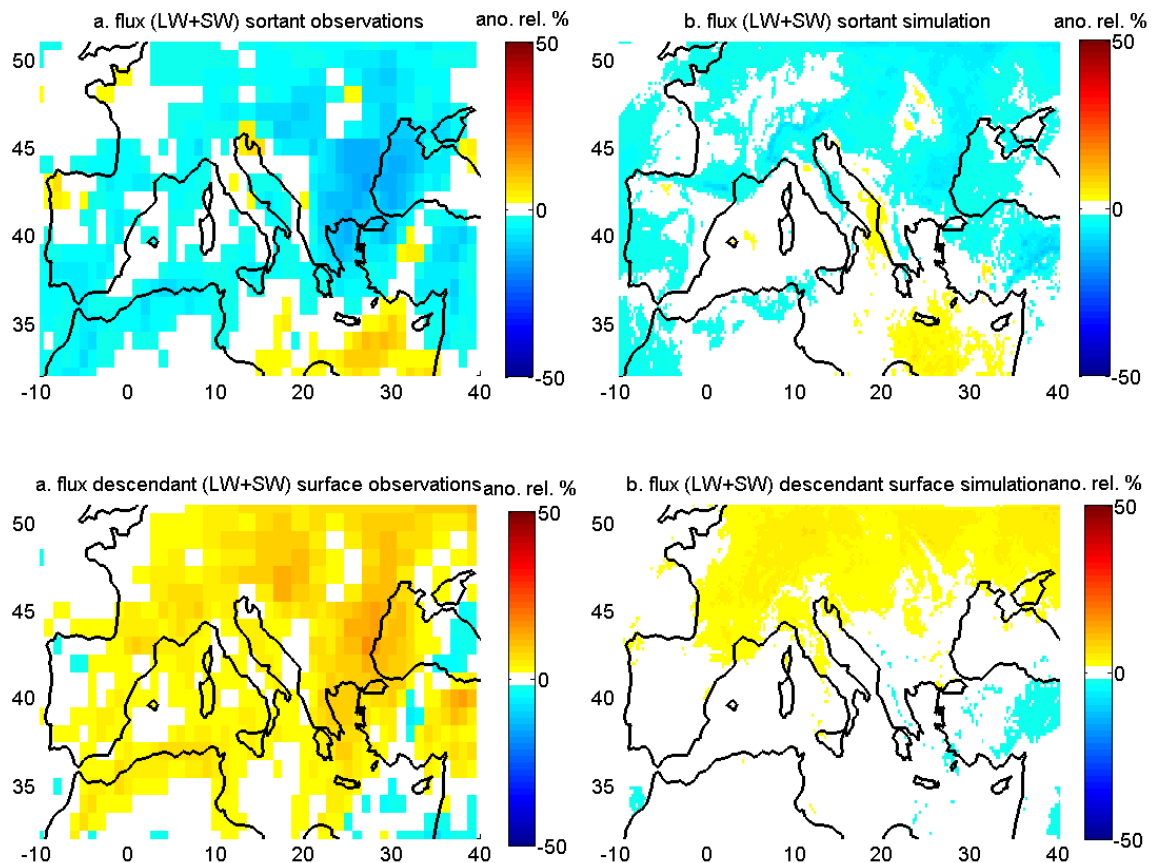 a. flux (LW+SW) sortant observations
ano. rel. %
b. flux (LW+SW) sortant simulation
ano. rel. %
50
45
40
35
-10 0 10 20 30 40
50
0
-50
50
45
40
35
-10 0 10 20 30 40
50
0
-50
a. flux descendant (LW+SW) surface observations
ano. rel. %
b. flux (LW+SW) descendant surface simulation
ano. rel. %
50
45
40
35
-10 0 10 20 30 40
50
0
-50
50
45
40
35
-10 0 10 20 30 40
50
0
-50